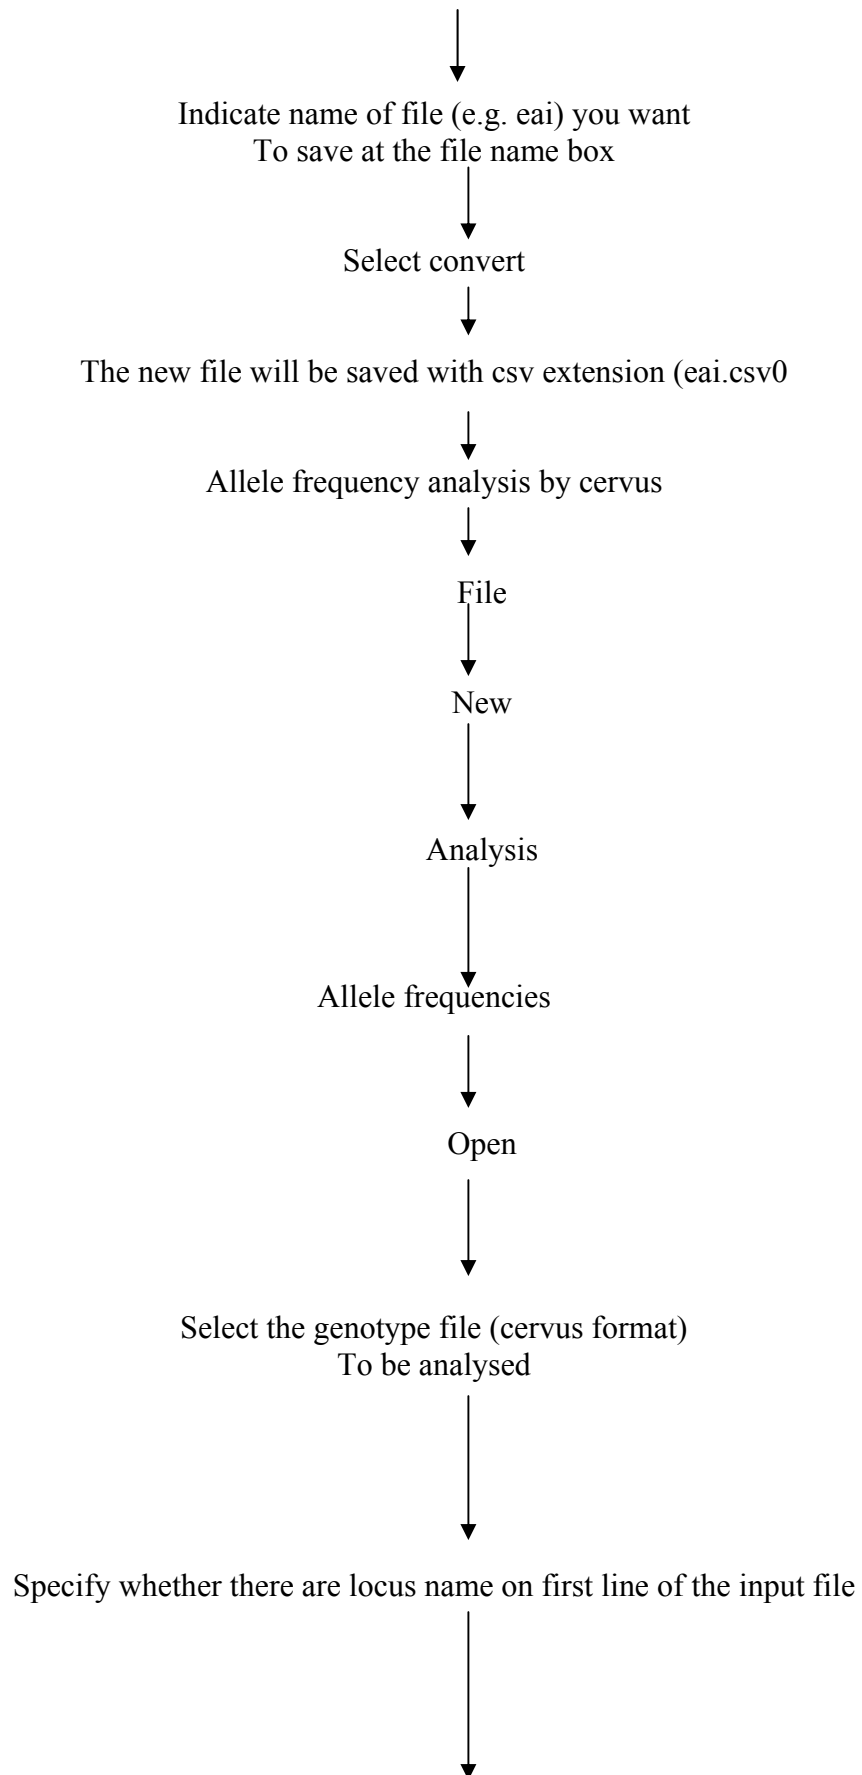 Indicate name of file (e.g. eai) you want
To save at the file name box
Select convert
The new file will be saved with csv extension (eai.csv0
Allele frequency analysis by cervus
File
New
Analysis
Allele frequencies
Open
Select the genotype file (cervus format)
To be analysed
Specify whether there are locus name on first line of the input file